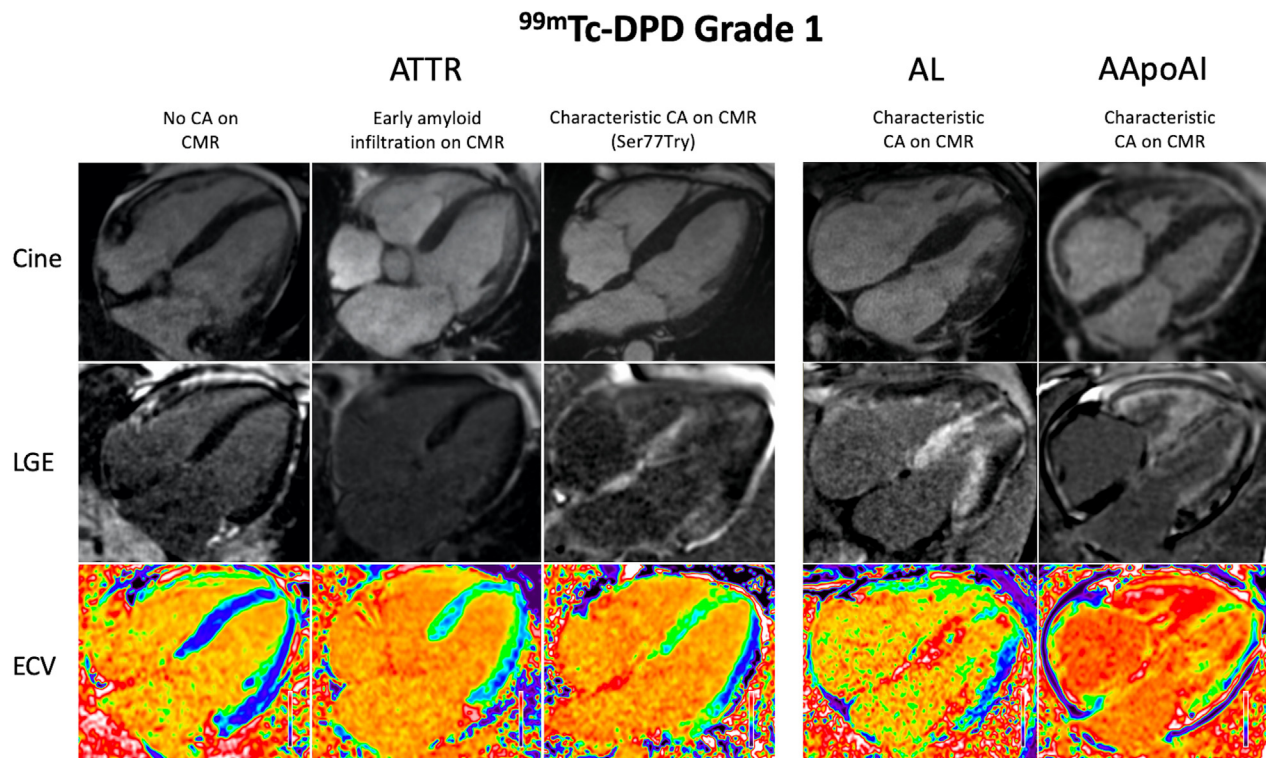 99mTc-DPD Grade 1
ATTR
AL
AApoAI
No CA on
CMR
Early amyloid
infiltration on CMR
Characteristic CA on CMR
(Ser77Try)
Characteristic
CA on CMR
Characteristic
CA on CMR
Cine
LGE
ECV